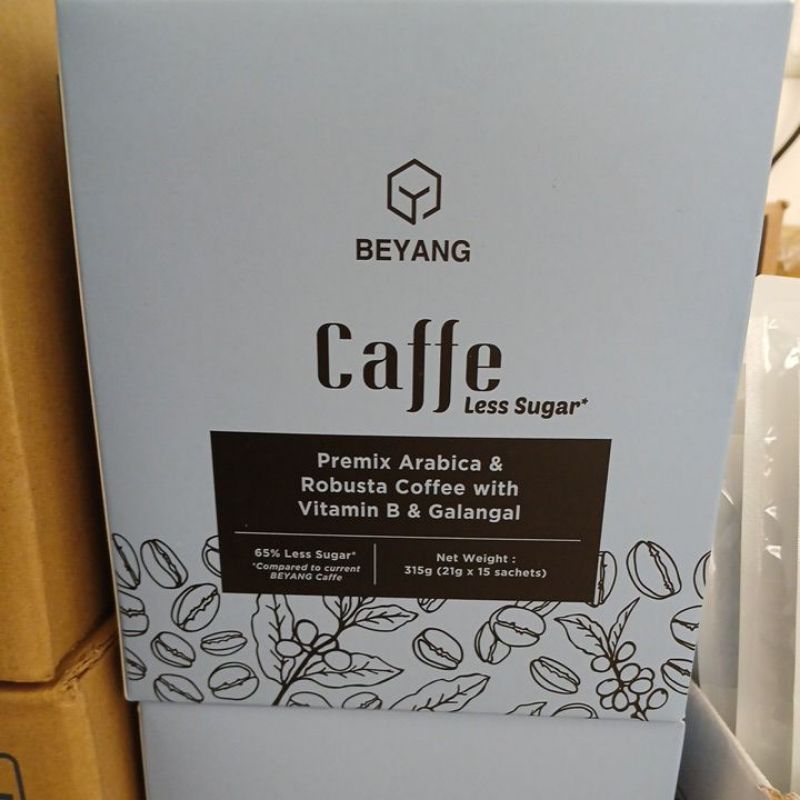 BEYANG
Caffe
Less Sugar*
Premix Arabica &
Robusta Coffee with
Vitamin B & Galangal
65% Less Sugar*
*Compared to current
BEYANG Caffe
Net Weight :
315g (21g x 15 sachets)